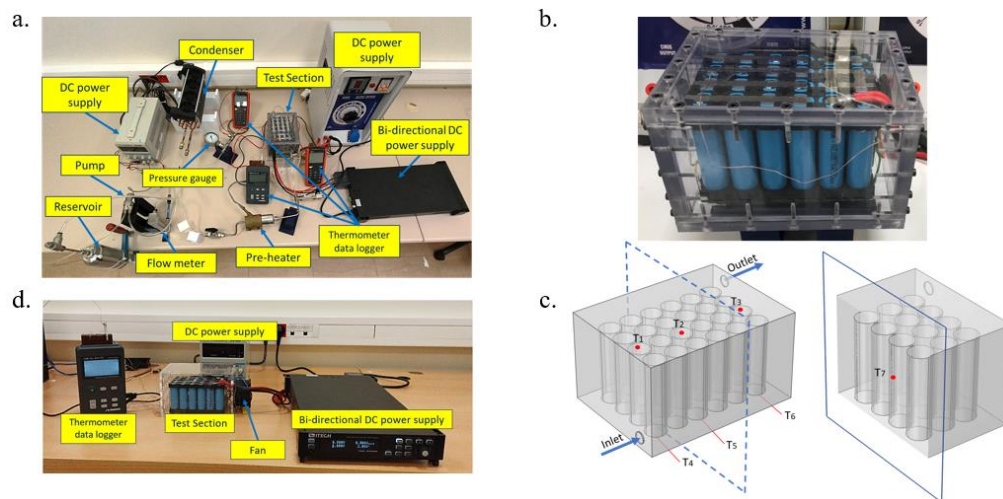 a.
Condenser
DC power
supply
Test Section
DC power
supply
Bi-directional DC
power supply
Pump
Pressure gauge
Reservoir
Thermometer
data logger
Flow meter
Pre-heater
b.
d.
DC power supply
Thermometer
data logger
Test Section
Fan
Bi-directional DC power supply
ITECH
c.
Outlet
T3
T2
T1
T7
T6
T5
T4
Inlet